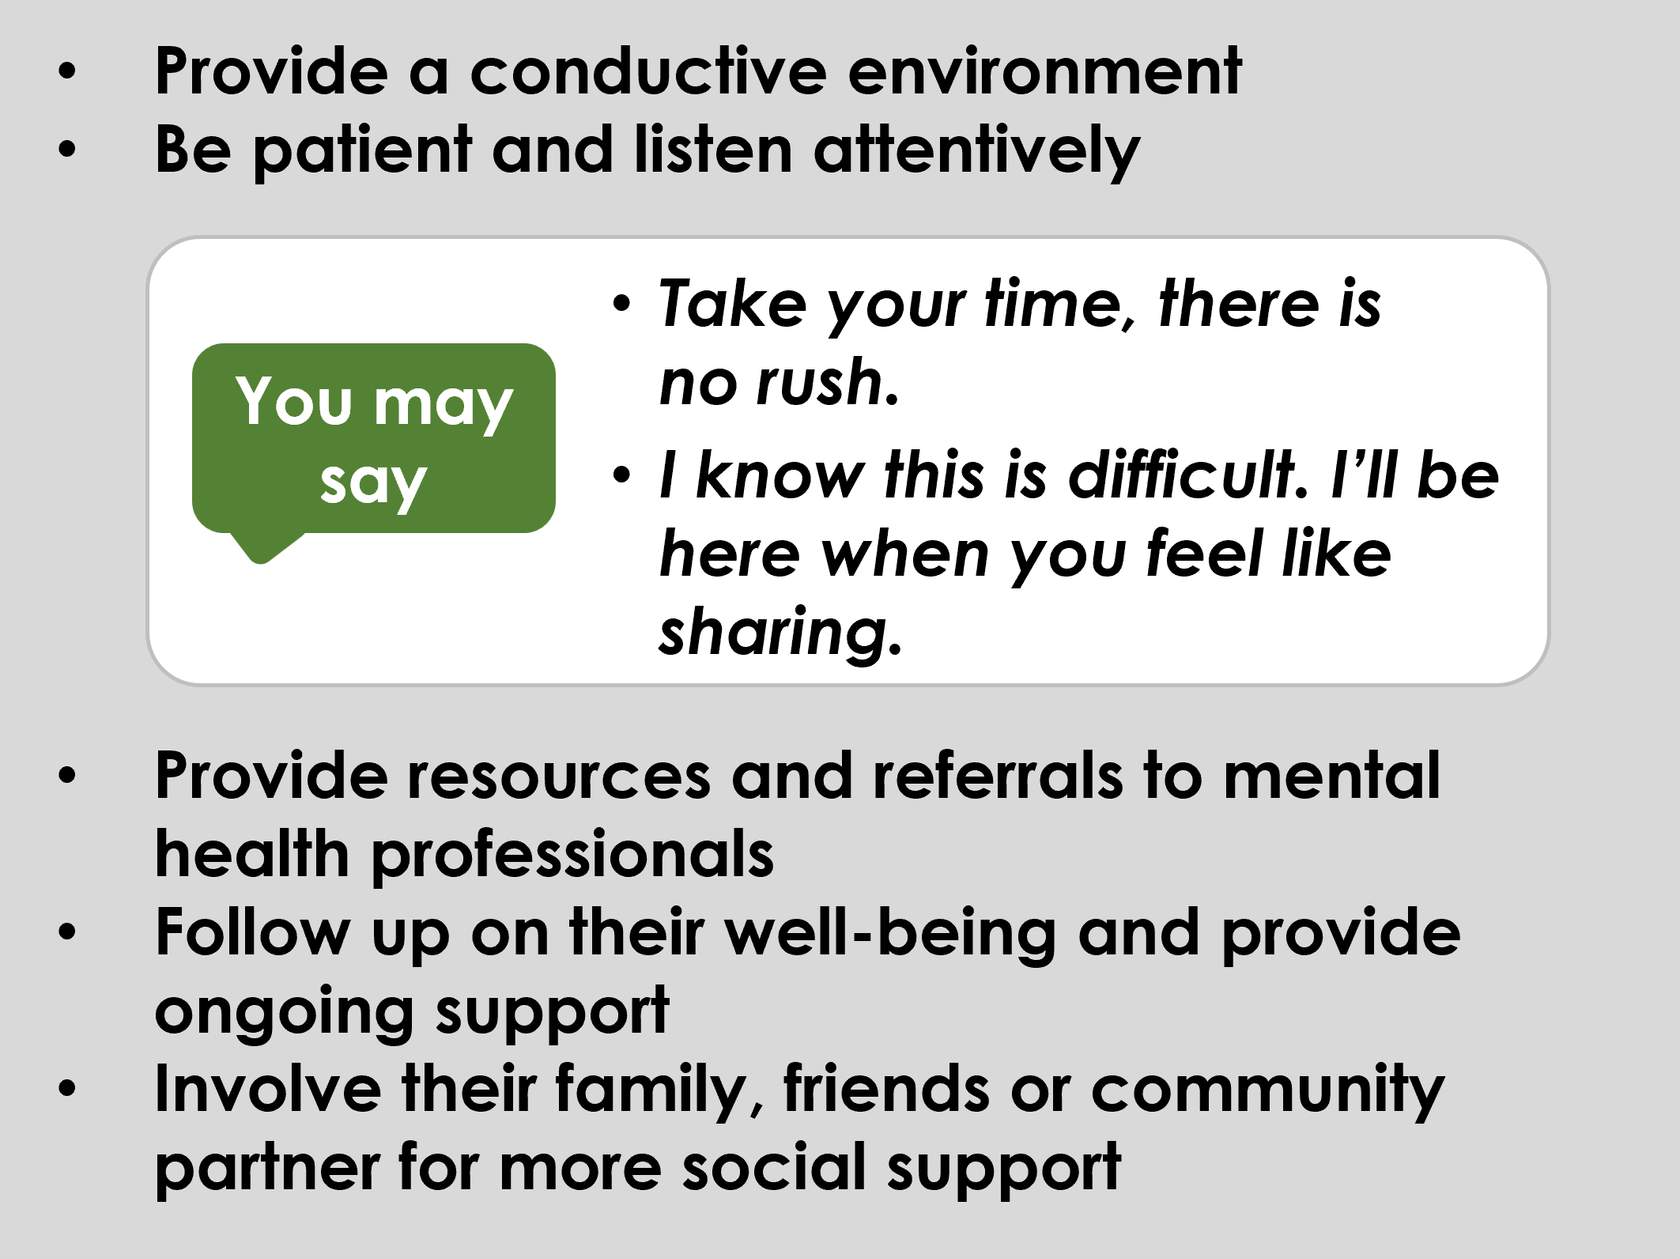 • Provide a conductive environment
• Be patient and listen attentively
You may
say
• Take your time, there is
no rush.
• I know this is difficult. I’ll be
here when you feel like
sharing.
• Provide resources and referrals to mental
health professionals
• Follow up on their well-being and provide
ongoing support
• Involve their family, friends or community
partner for more social support